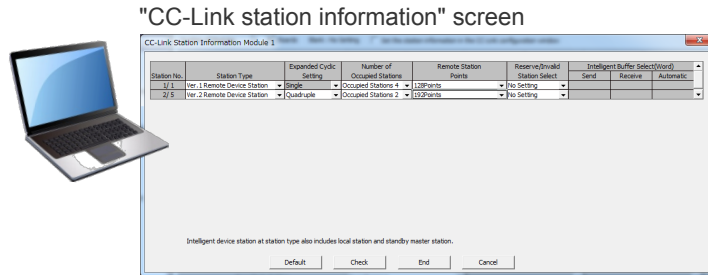 "CC-Link station information" screen
CC-Link Station Information Module 1
Station No. Station Type Expanded Cyclic Setting Number of Occupied Stations Remote Station Points Reserve/Invalid Station Select Intelligent Buffer Select(Word)
Send Receive Automatic
1/1 Ver.1 Remote Device Station Single Occupied Stations 4 128Points No Setting
2/5 Ver.2 Remote Device Station Quadruple Occupied Stations 2 192Points No Setting
Intelligent device station at station type also includes local station and standby master station.
Default Check End Cancel